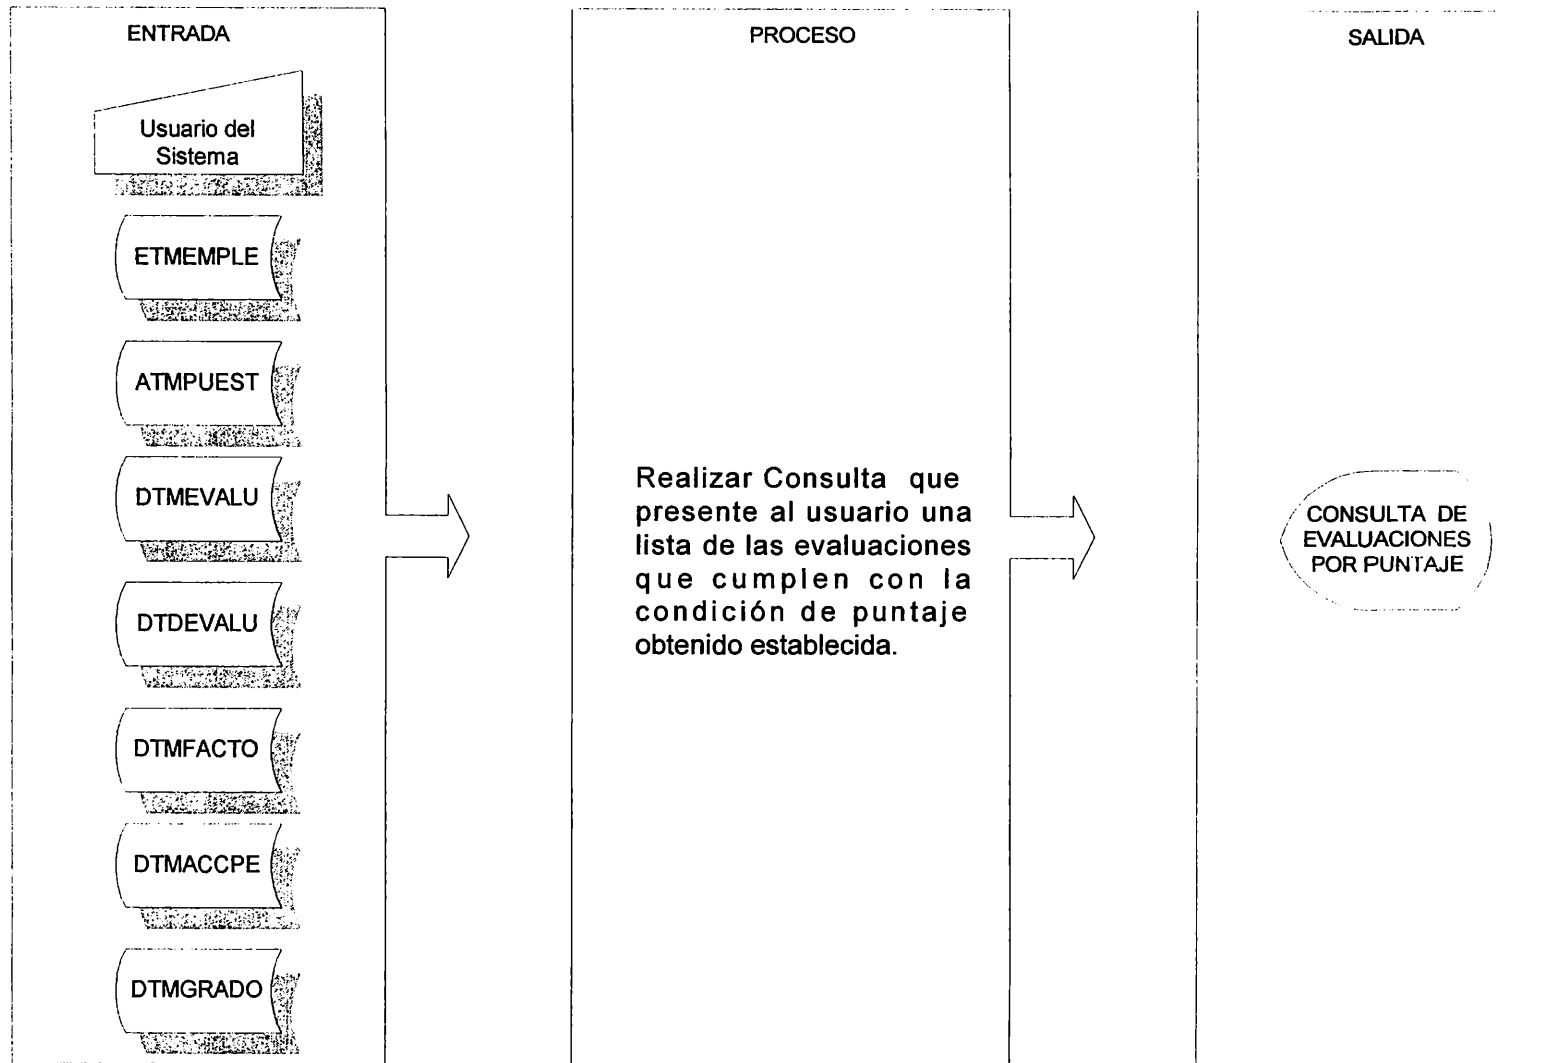 ENTRADA
Usuario del
Sistema
ETMEMPLE
ATMPUEST
DTMEVALU
DTDEVALU
DTMFACTO
DTMACCPE
DTMGRADO
PROCESO
Realizar Consulta que
presente al usuario una
lista de las evaluaciones
que cumplen con la
condición de puntaje
obtenido establecida.
SALIDA
CONSULTA DE
EVALUACIONES
POR PUNTAJE